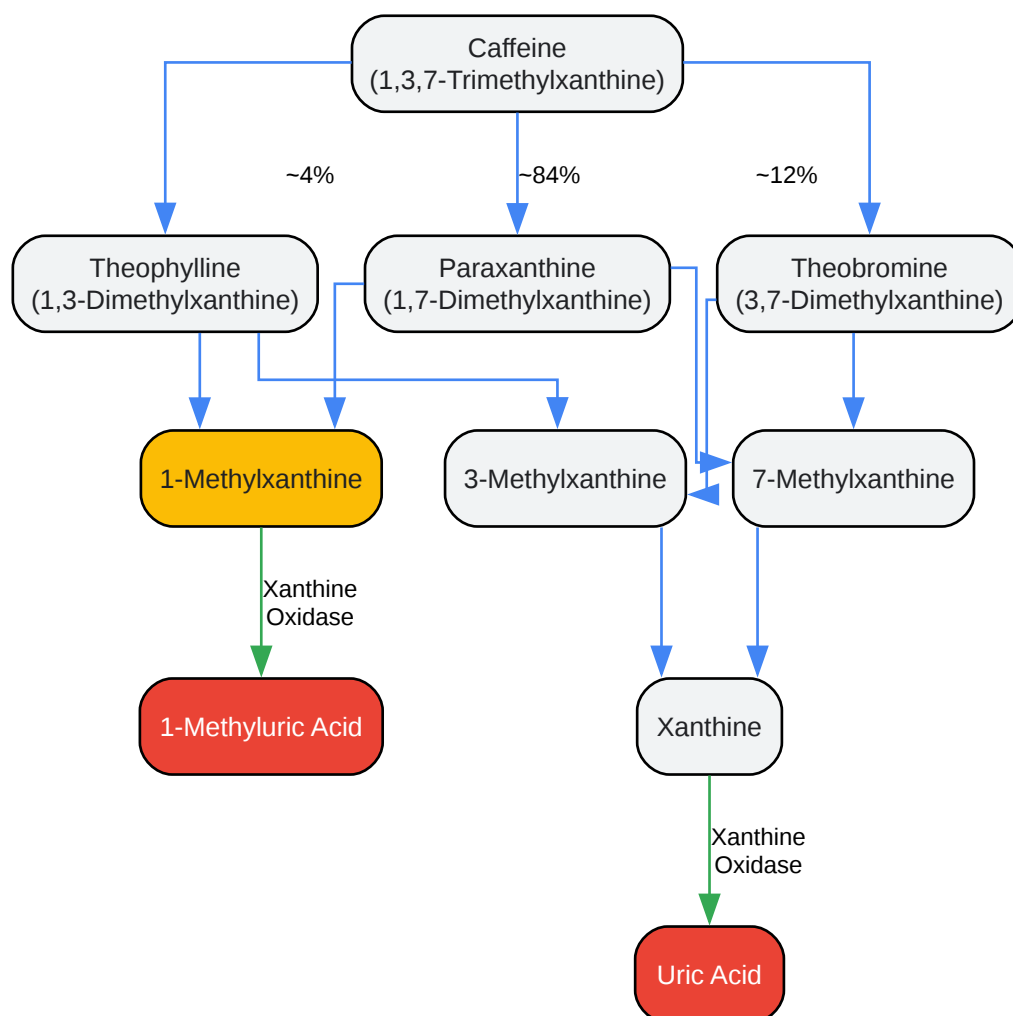 Caffeine
(1,3,7-Trimethylxanthine)
~4%
~84%
~12%
Theophylline
(1,3-Dimethylxanthine)
Paraxanthine
(1,7-Dimethylxanthine)
Theobromine
(3,7-Dimethylxanthine)
1-Methylxanthine
3-Methylxanthine
7-Methylxanthine
Xanthine
Oxidase
1-Methyluric Acid
Xanthine
Xanthine
Oxidase
Uric Acid